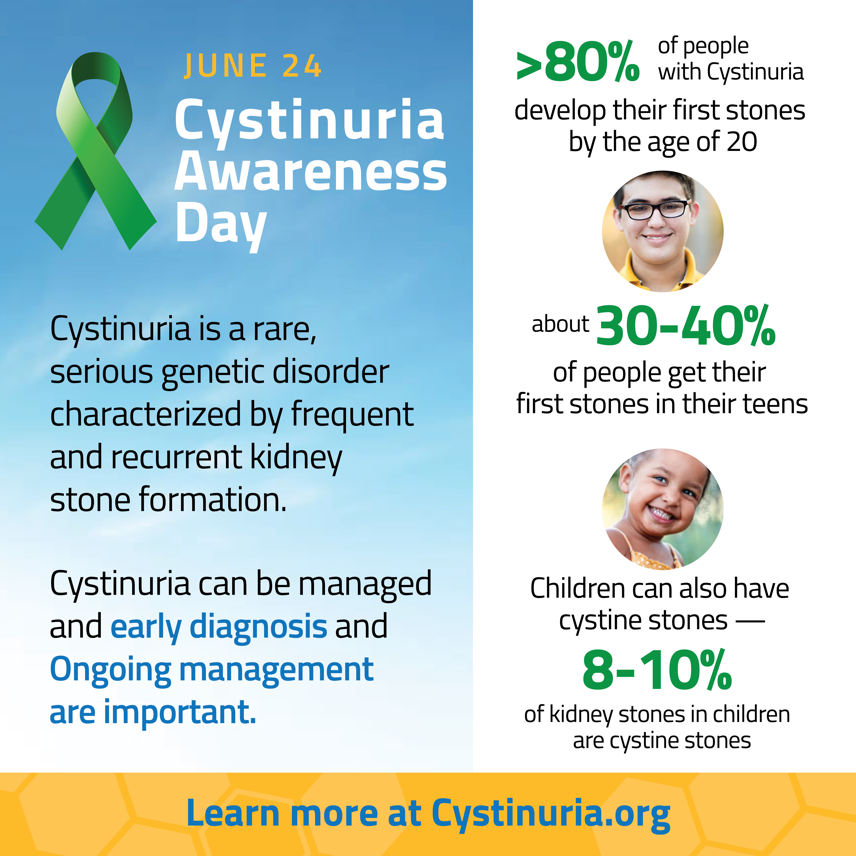 JUNE 24
Cystinuria
Awareness
Day
Cystinuria is a rare,
serious genetic disorder
characterized by frequent
and recurrent kidney
stone formation.
Cystinuria can be managed
and early diagnosis and
Ongoing management
are important.
>80% of people
with Cystinuria
develop their first stones
by the age of 20
about 30-40%
of people get their
first stones in their teens
Children can also have
cystine stones —
8-10%
of kidney stones in children
are cystine stones
Learn more at Cystinuria.org